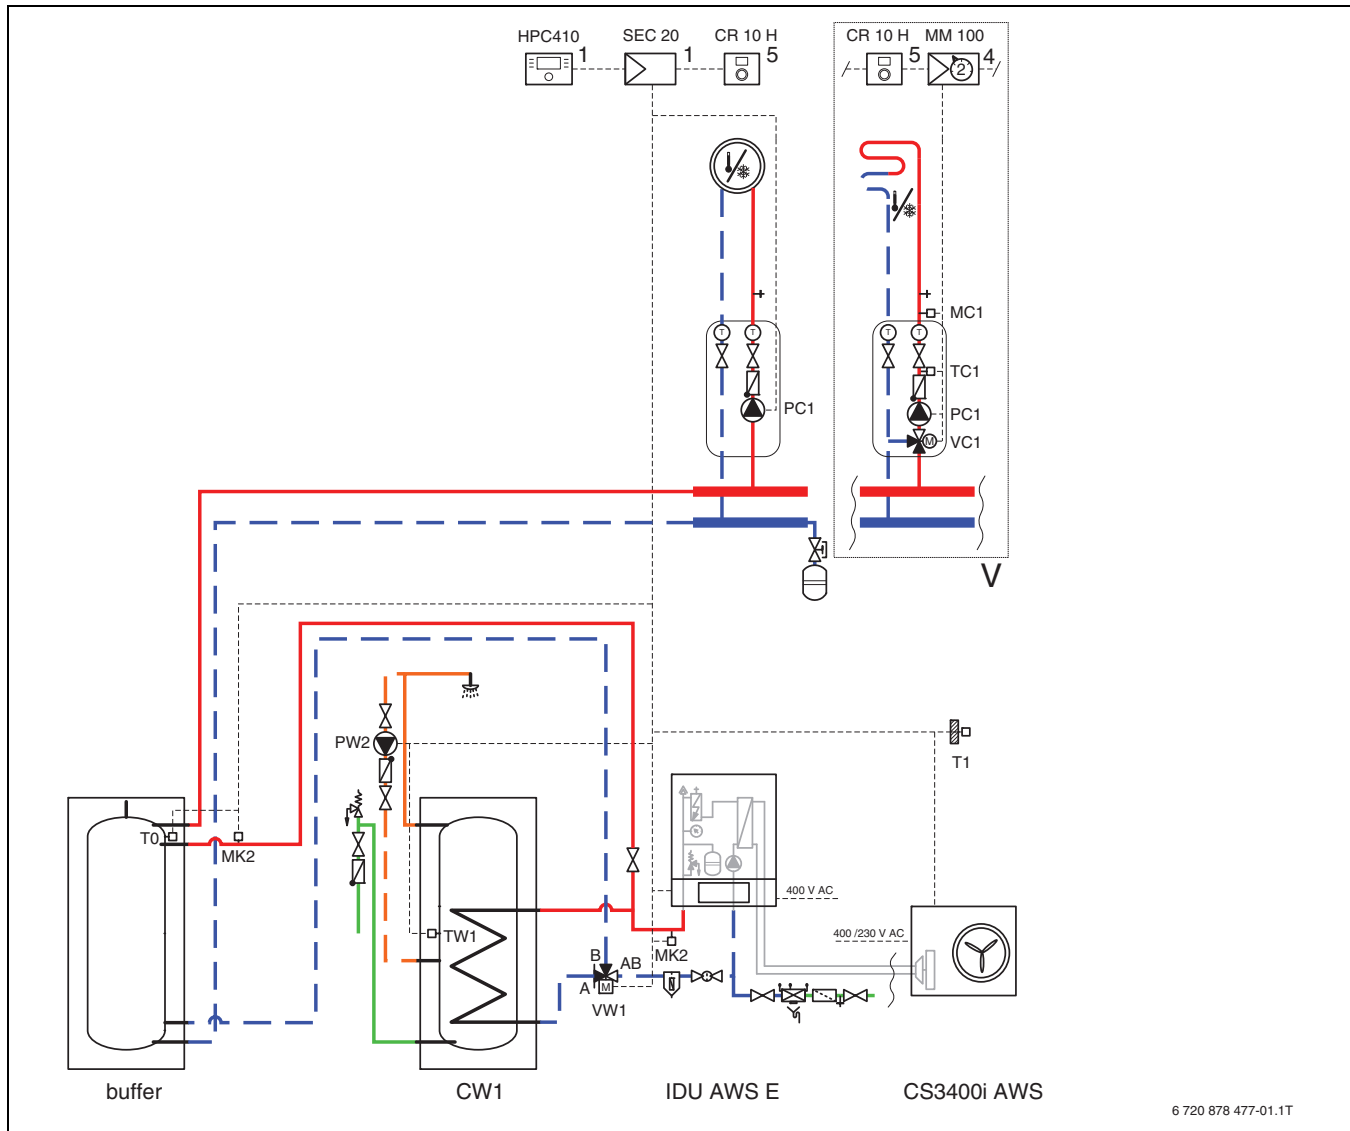 HPC410 SEC 20 CR 10 H CR 10 H MM 100
1 1 5 5 2 4
MC1
T T T T
TC1
PC1 PC1
M VC1
V
PW2
T1
T0
MK2
400 V AC
TW1
400 /230 V AC
B AB MK2
A M
VW1
buffer CW1 IDU AWS E CS3400i AWS
6 720 878 477-01.1T